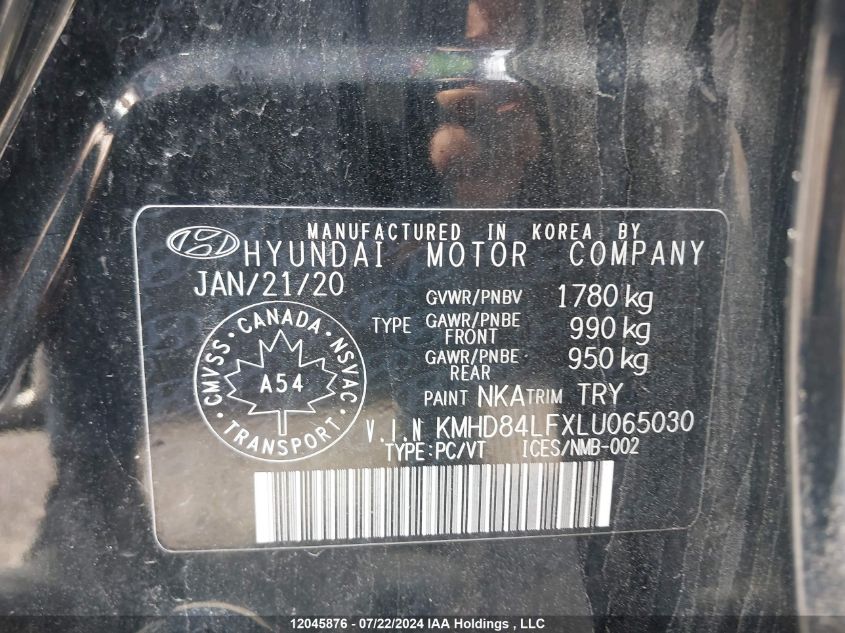 MANUFACTURED IN KOREA BY
HYUNDAI MOTOR COMPANY
JAN/21/20
GVWR/PNBV 1780 kg
TYPE GAWR/PNBE FRONT 990 kg
GAWR/PNBE REAR 950 kg
PAINT NKA TRIM TRY
V.I.N KMHD84LFXLU065030
TYPE:PC/VT ICES/NMB-002
CMVSS · CANADA · NSVAC · TRANSPORT
A54
12045876 - 07/22/2024 IAA Holdings , LLC